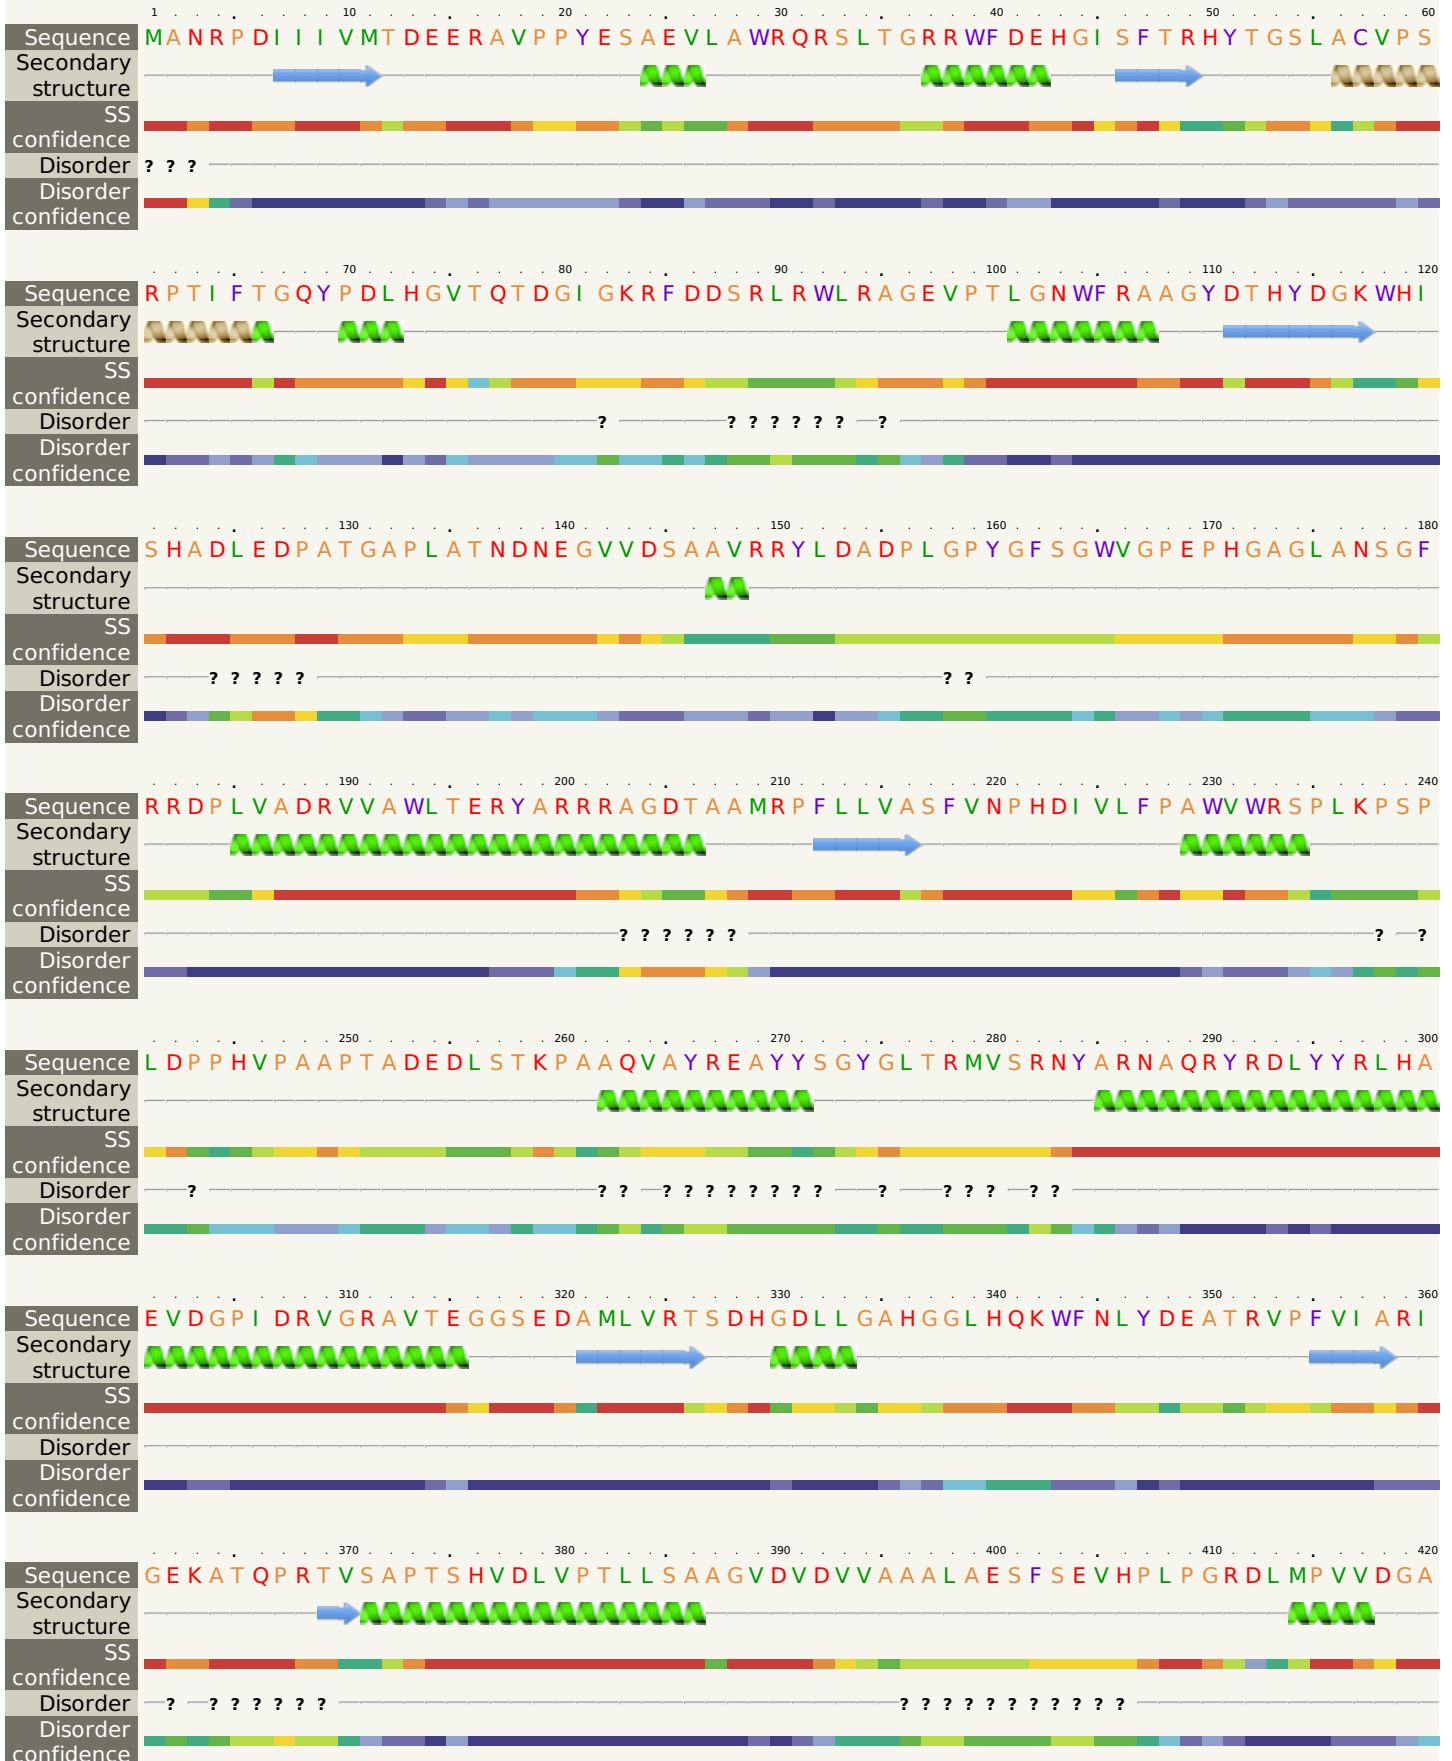 1 10 20 30 40 50 60
Sequence MANRPDIIIVMTDEERAVPPYESAEVLAWRQRSLTGRRWFDEHGISFTRHYTGSLACVPS
Secondary
structure
SS
confidence
Disorder ? ? ?
Disorder
confidence
70 80 90 100 110 120
Sequence RPTIFTGQYPDLHGVTQTDGIGKRFDDSRLRWLRAGEVPTLGNWFRAAGYDTHYDGKWHI
Secondary
structure
SS
confidence
Disorder ? ? ? ? ? ? ? ?
Disorder
confidence
130 140 150 160 170 180
Sequence SHADLEDPATGAPLATNDNEGVVDSAAVRRYLDADPLGPYGFSGWVGPEPHGAGLANSGF
Secondary
structure
SS
confidence
Disorder ? ? ? ? ? ? ?
Disorder
confidence
190 200 210 220 230 240
Sequence RRDPLVADRVVAWLTERYARRRAGDTAAMRPFLLVASFVNPHDIVLFPAWVWRSPLKPSP
Secondary
structure
SS
confidence
Disorder ? ? ? ? ? ? ? ?
Disorder
confidence
250 260 270 280 290 300
Sequence LDPPHVPAAPTADEDLSTKPAAQVAYREAYYSGYGLTRMVSRNYARNAQRYRDLYYRLHA
Secondary
structure
SS
confidence
Disorder ? ? ? ? ? ? ? ? ? ? ? ? ? ? ? ? ?
Disorder
confidence
310 320 330 340 350 360
Sequence EVDGPIDRVGRAVTEGGSEDAMLVRTSDHGDLLGAHGGLHQKWFNLYDEATRVPFVIARI
Secondary
structure
SS
confidence
Disorder
Disorder
confidence
370 380 390 400 410 420
Sequence GEKATQPRTVSAPTSHVDLVPTLLSAAGVDVDVVAAALAESFSEVHPLPGRDLMPVVDGA
Secondary
structure
SS
confidence
Disorder ? ? ? ? ? ? ? ? ? ? ? ? ? ? ? ? ? ?
Disorder
confidence